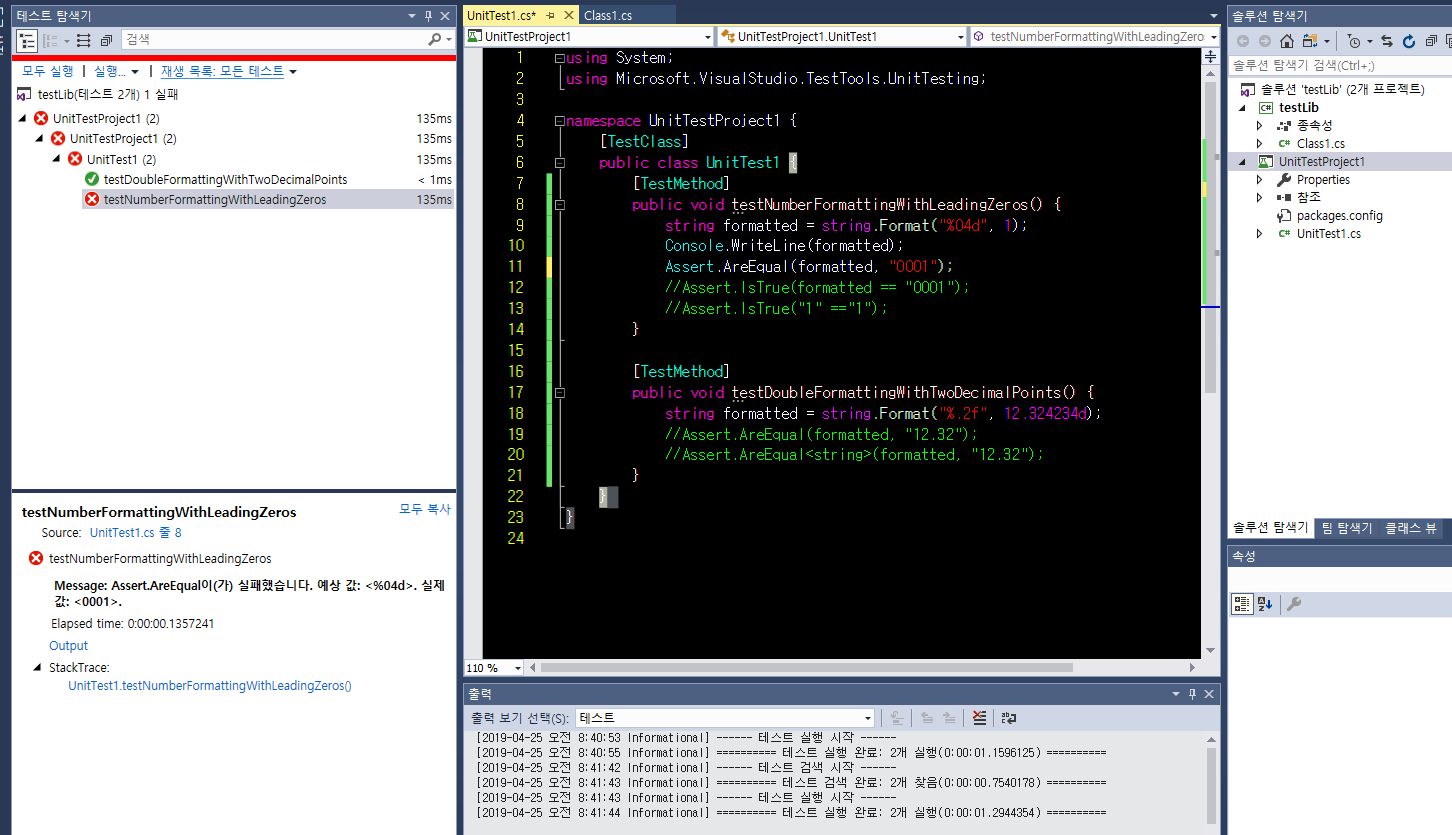 테스트 탐색기
검색
모두 실행 | 실행... | 재생 목록: 모든 테스트
testLib(테스트 2개) 1 실패
UnitTestProject1 (2) 135ms
UnitTestProject1 (2) 135ms
UnitTest1 (2) 135ms
testDoubleFormattingWithTwoDecimalPoints < 1ms
testNumberFormattingWithLeadingZeros 135ms
testNumberFormattingWithLeadingZeros 모두 복사
Source: UnitTest1.cs 줄 8
testNumberFormattingWithLeadingZeros
Message: Assert.AreEqual이(가) 실패했습니다. 예상 값: <%04d>. 실제
값: <0001>.
Elapsed time: 0:00:00.1357241
Output
StackTrace:
UnitTest1.testNumberFormattingWithLeadingZeros()
UnitTest1.cs* Class1.cs
UnitTestProject1 UnitTestProject1.UnitTest1 testNumberFormattingWithLeadingZero
1 using System;
2 using Microsoft.VisualStudio.TestTools.UnitTesting;
3
4 namespace UnitTestProject1 {
5 [TestClass]
6 public class UnitTest1 {
7 [TestMethod]
8 public void testNumberFormattingWithLeadingZeros() {
9 string formatted = string.Format("%04d", 1);
10 Console.WriteLine(formatted);
11 Assert.AreEqual(formatted, "0001");
12 //Assert.IsTrue(formatted == "0001");
13 //Assert.IsTrue("1" =="1");
14 }
15
16 [TestMethod]
17 public void testDoubleFormattingWithTwoDecimalPoints() {
18 string formatted = string.Format("%.2f", 12.324234d);
19 //Assert.AreEqual(formatted, "12.32");
20 //Assert.AreEqual<string>(formatted, "12.32");
21 }
22 }
23 }
24
110 %
출력
출력 보기 선택(S): 테스트
[2019-04-25 오전 8:40:53 Informational] ------ 테스트 실행 시작 ------
[2019-04-25 오전 8:40:55 Informational] ========== 테스트 실행 완료: 2개 실행(0:00:01.1596125) ==========
[2019-04-25 오전 8:41:42 Informational] ------ 테스트 검색 시작 ------
[2019-04-25 오전 8:41:43 Informational] ========== 테스트 검색 완료: 2개 찾음(0:00:00.7540178) ==========
[2019-04-25 오전 8:41:43 Informational] ------ 테스트 실행 시작 ------
[2019-04-25 오전 8:41:44 Informational] ========== 테스트 실행 완료: 2개 실행(0:00:01.2944354) ==========
솔루션 탐색기
솔루션 탐색기 검색(Ctrl+;)
솔루션 'testLib' (2개 프로젝트)
C# testLib
종속성
C# Class1.cs
UnitTestProject1
Properties
참조
packages.config
C# UnitTest1.cs
솔루션 탐색기 팀 탐색기 클래스 뷰
속성